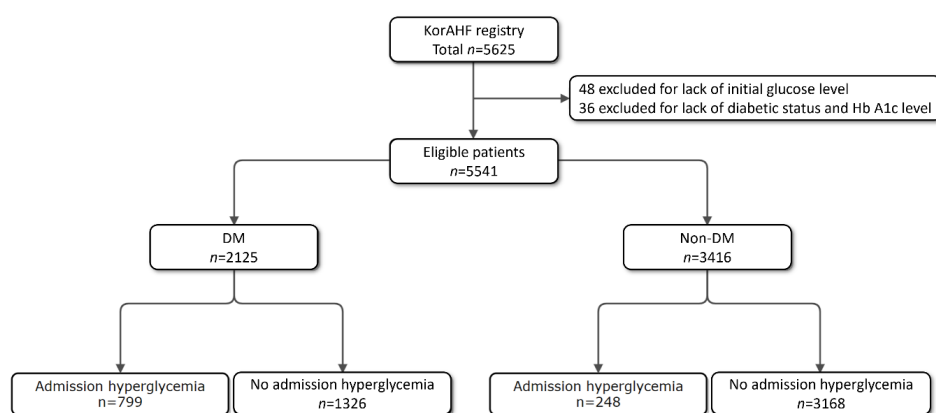 KorAHF registry
Total n=5625
48 excluded for lack of initial glucose level
36 excluded for lack of diabetic status and Hb A1c level
Eligible patients
n=5541
DM
n=2125
Non-DM
n=3416
Admission hyperglycemia
n=799
No admission hyperglycemia
n=1326
Admission hyperglycemia
n=248
No admission hyperglycemia
n=3168